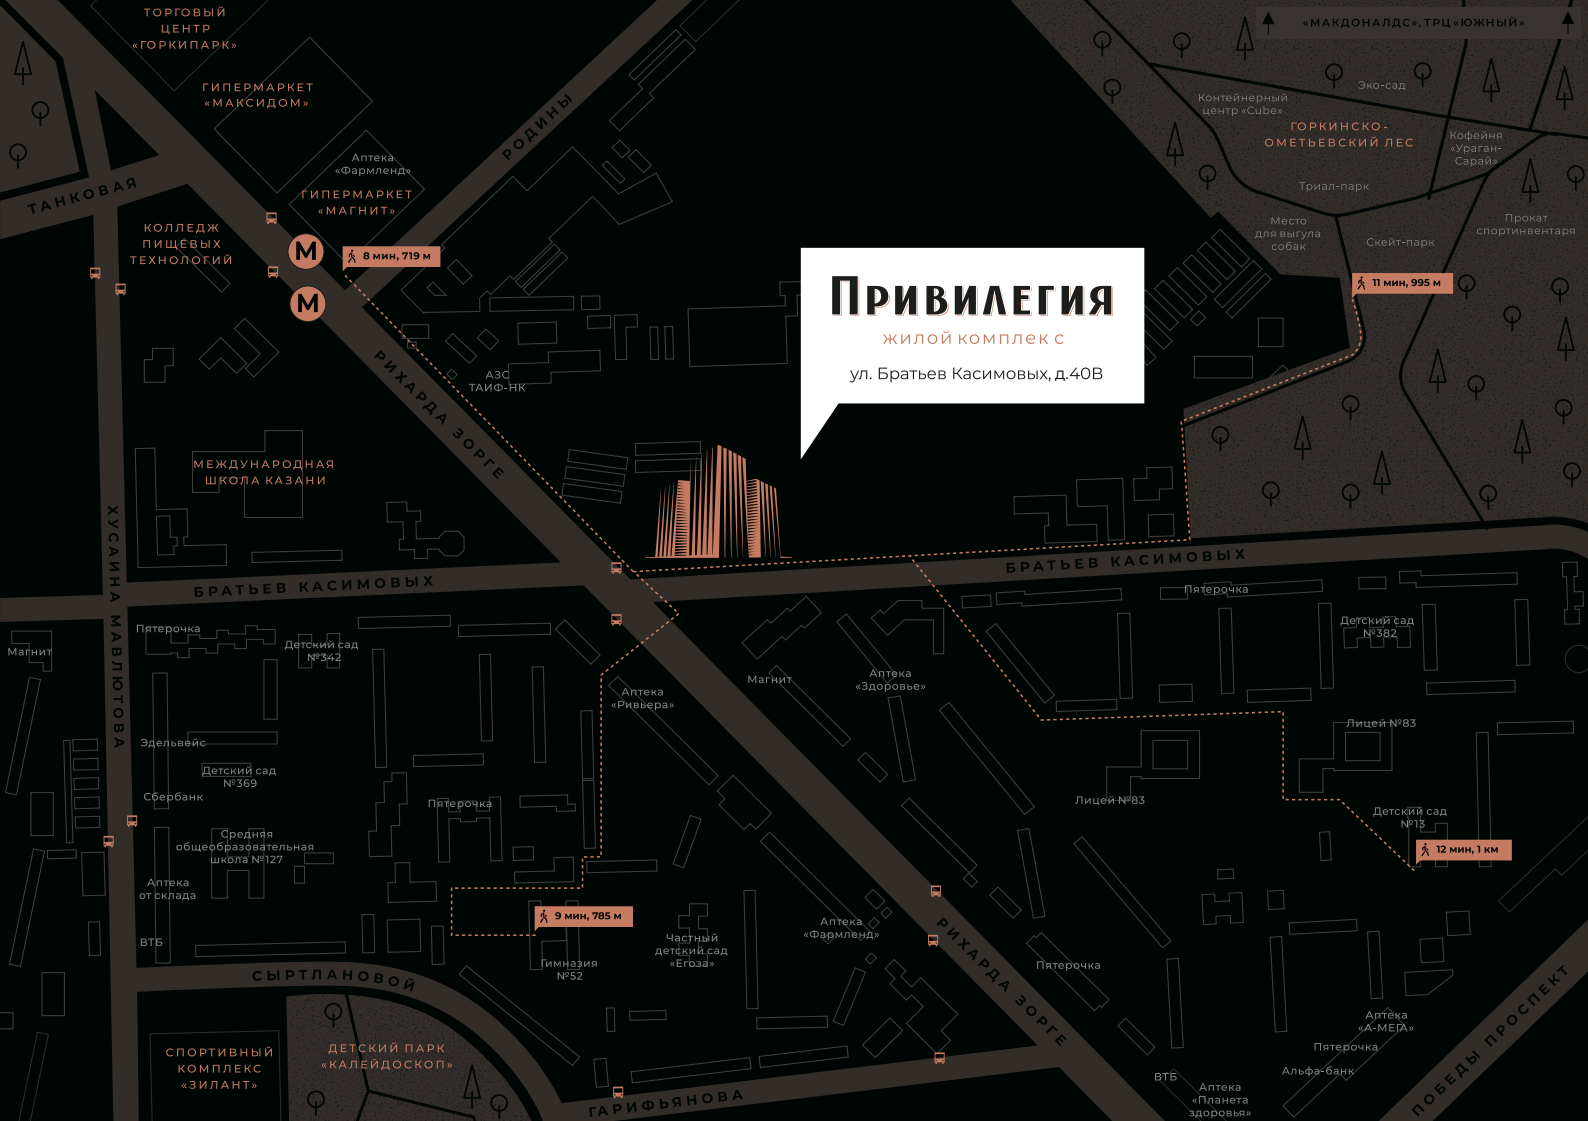 ТОРГОВЫЙ
ЦЕНТР
«ГОРКИПАРК»
«МАКДОНАЛДС», ТРЦ «ЮЖНЫЙ»
ГИПЕРМАРКЕТ
«МАКСИДОМ»
РОДИНЫ
Эко-сад
Контейнерный
центр «Cube»
ГОРКИНСКО-
ОМЕТЬЕВСКИЙ ЛЕС
Кофейня
«Ураган-
Сарай»
Аптека
«Фармленд»
ТАНКОВАЯ
ГИПЕРМАРКЕТ
«МАГНИТ»
Триал-парк
КОЛЛЕДЖ
ПИЩЕВЫХ
ТЕХНОЛОГИЙ
Место
для выгула
собак
Скейт-парк
Прокат
спортинвентаря
М
8 мин, 719 м
М
11 мин, 995 м
Привилегия
жилой комплекс
ул. Братьев Касимовых, д.40В
АЗС
ТАИФ-НК
РИХАРДА ЗОРГЕ
МЕЖДУНАРОДНАЯ
ШКОЛА КАЗАНИ
ХУСАИНА МАВЛЮТОВА
БРАТЬЕВ КАСИМОВЫХ
БРАТЬЕВ КАСИМОВЫХ
Пятерочка
Пятерочка
Детский сад
№382
Магнит
Детский сад
№342
Аптека
«Ривьера»
Магнит
Аптека
«Здоровье»
Лицей №83
Эдельвейс
Детский сад
№369
Сбербанк
Пятерочка
Лицей №83
Детский сад
№13
12 мин, 1 км
Средняя
общеобразовательная
школа №127
Аптека
от склада
9 мин, 785 м
ВТБ
Гимназия
№52
Частный
детский сад
«Егоза»
Аптека
«Фармленд»
РИХАРДА ЗОРГЕ
Пятерочка
СЫРТЛАНОВОЙ
Аптека
«А-МЕГА»
Пятерочка
Альфа-банк
ПОБЕДЫ ПРОСПЕКТ
СПОРТИВНЫЙ
КОМПЛЕКС
«ЗИЛАНТ»
ДЕТСКИЙ ПАРК
«КАЛЕЙДОСКОП»
ГАРИФЬЯНОВА
ВТБ
Аптека
«Планета
здоровья»